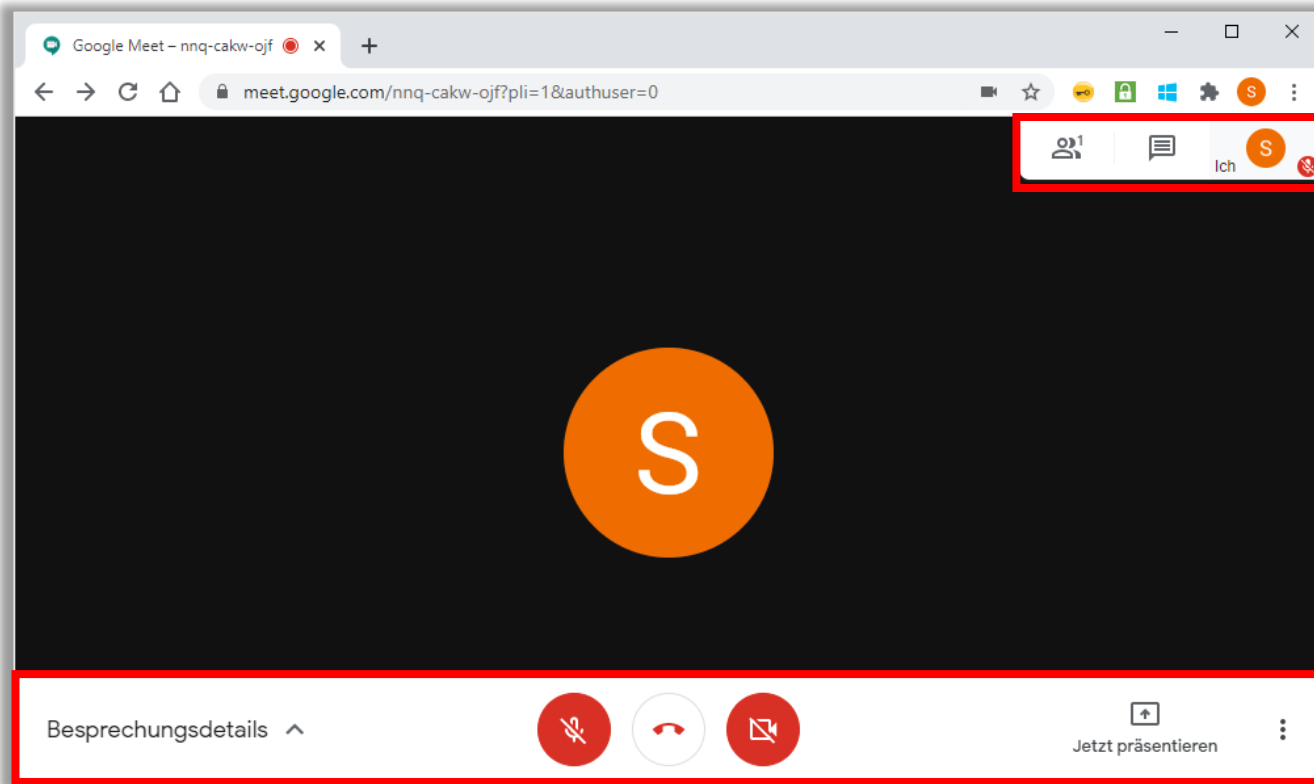 Google Meet – nnq-cakw-ojf
meet.google.com/nnq-cakw-ojf?pli=1&authuser=0
S
1
Ich
S
S
Besprechungsdetails
Jetzt präsentieren